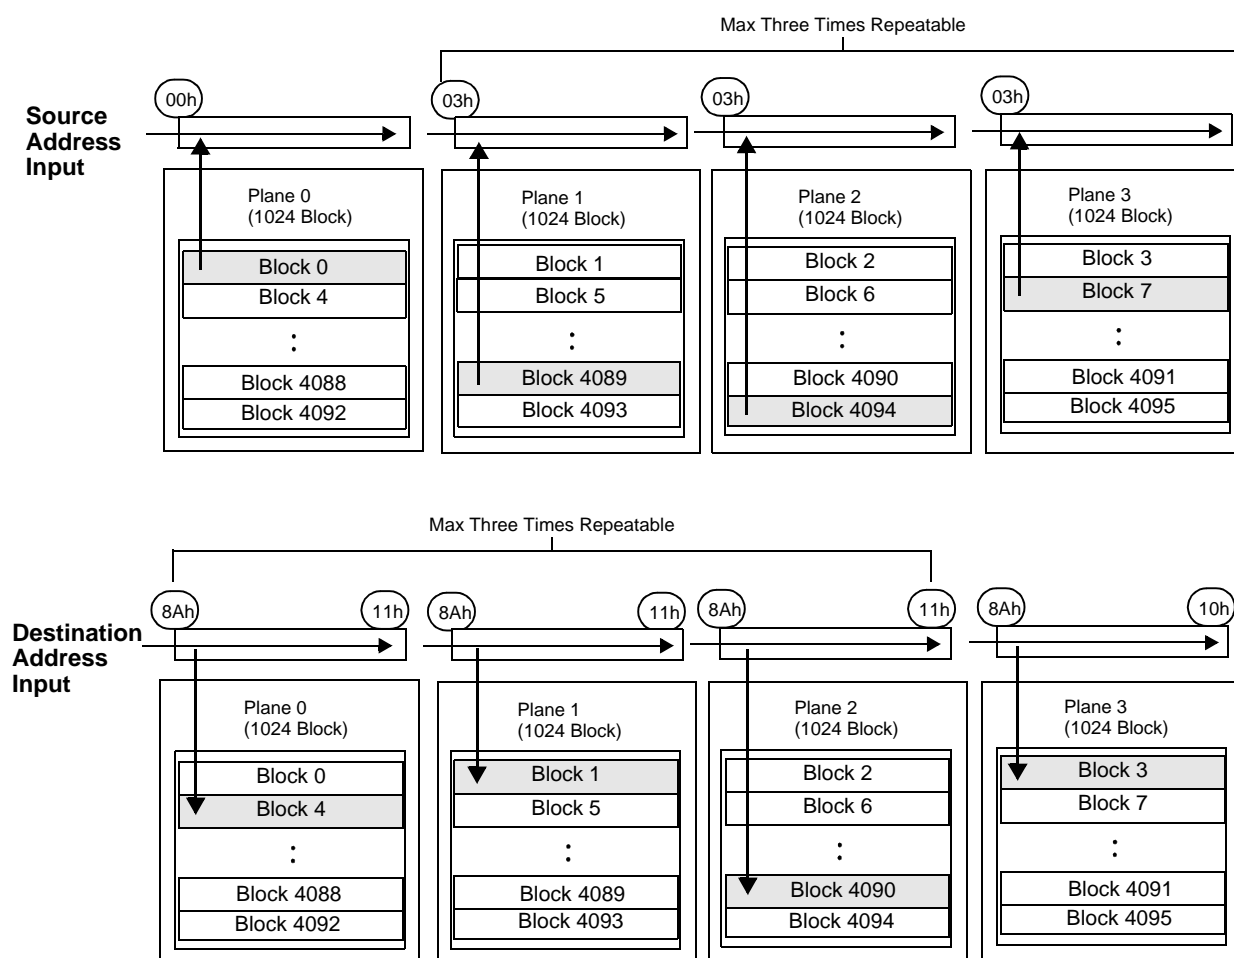 Max Three Times Repeatable
00h
03h
03h
03h
Source
Address
Input
Plane 0
(1024 Block)
Block 0
Block 4
:
Block 4088
Block 4092
Plane 1
(1024 Block)
Block 1
Block 5
:
Block 4089
Block 4093
Plane 2
(1024 Block)
Block 2
Block 6
:
Block 4090
Block 4094
Plane 3
(1024 Block)
Block 3
Block 7
:
Block 4091
Block 4095
Max Three Times Repeatable
8Ah
11h
8Ah
11h
8Ah
11h
8Ah
10h
Destination
Address
Input
Plane 0
(1024 Block)
Block 0
Block 4
:
Block 4088
Block 4092
Plane 1
(1024 Block)
Block 1
Block 5
:
Block 4089
Block 4093
Plane 2
(1024 Block)
Block 2
Block 6
:
Block 4090
Block 4094
Plane 3
(1024 Block)
Block 3
Block 7
:
Block 4091
Block 4095